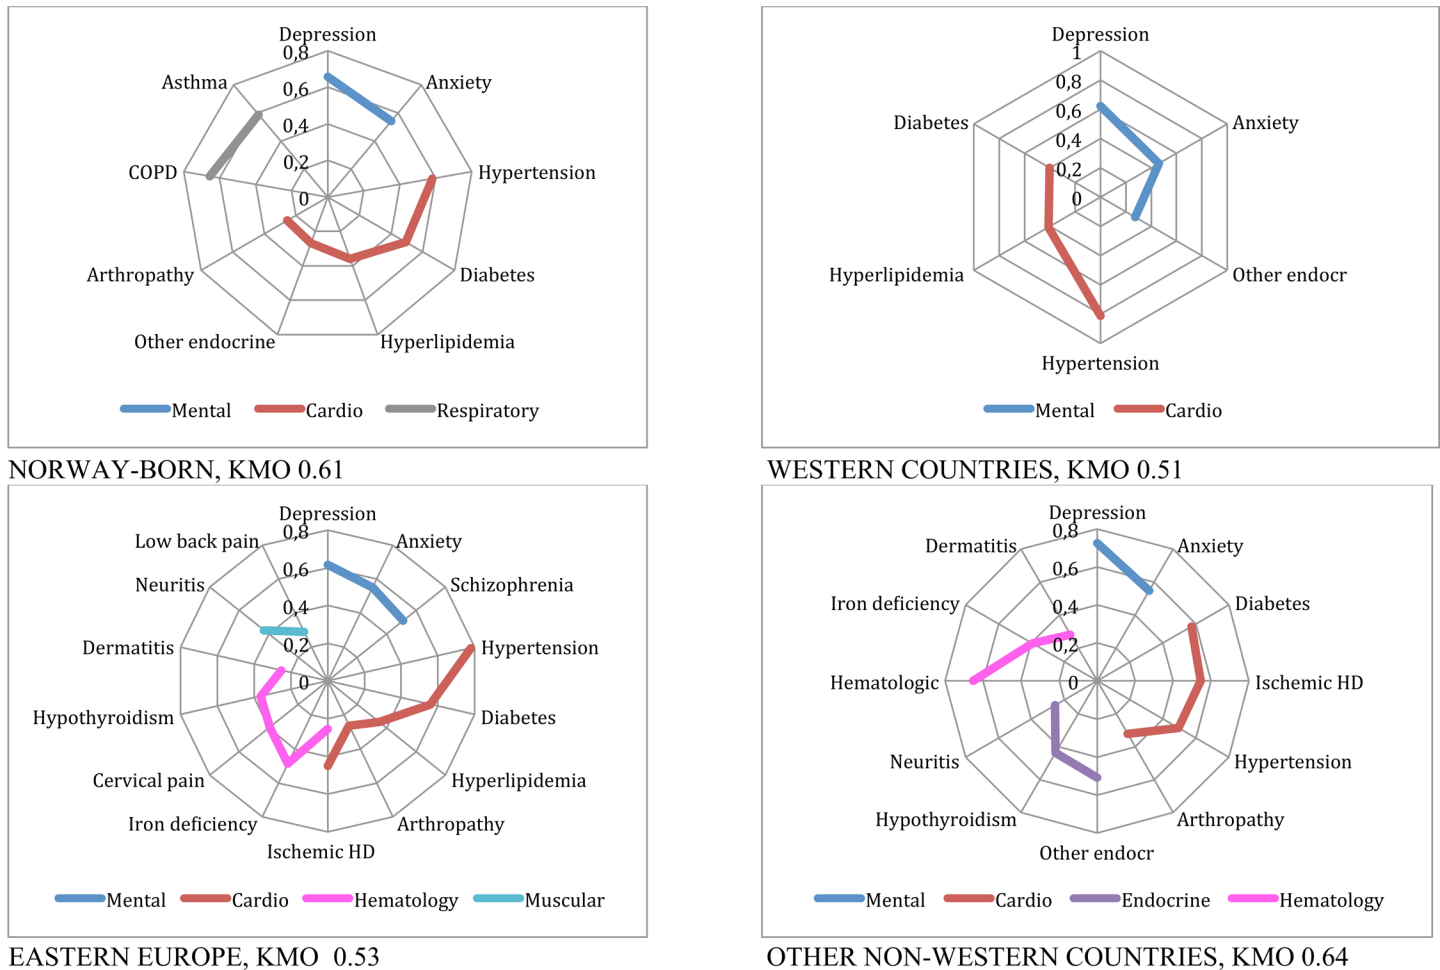 Depression
0,8
Asthma
Anxiety
0,6
0,4
COPD
0,2
Hypertension
0
Arthropathy
Diabetes
Other endocrine
Hyperlipidemia
Mental Cardio Respiratory
NORWAY-BORN, KMO 0.61
Depression
1
0,8
Diabetes
0,6
Anxiety
0,4
0,2
0
Hyperlipidemia
Other endocr
Hypertension
Mental Cardio
WESTERN COUNTRIES, KMO 0.51
Depression
0,8
Low back pain
Anxiety
0,6
Neuritis
Schizophrenia
0,4
Dermatitis
0,2
Hypertension
0
Hypothyroidism
Diabetes
Cervical pain
Hyperlipidemia
Iron deficiency
Arthropathy
Ischemic HD
Mental Cardio Hematology Muscular
EASTERN EUROPE, KMO 0.53
Depression
0,8
Dermatitis
Anxiety
0,6
Iron deficiency
Diabetes
0,4
0,2
Hematologic
0
Ischemic HD
Neuritis
Hypertension
Hypothyroidism
Arthropathy
Other endocr
Mental Cardio Endocrine Hematology
OTHER NON-WESTERN COUNTRIES, KMO 0.64